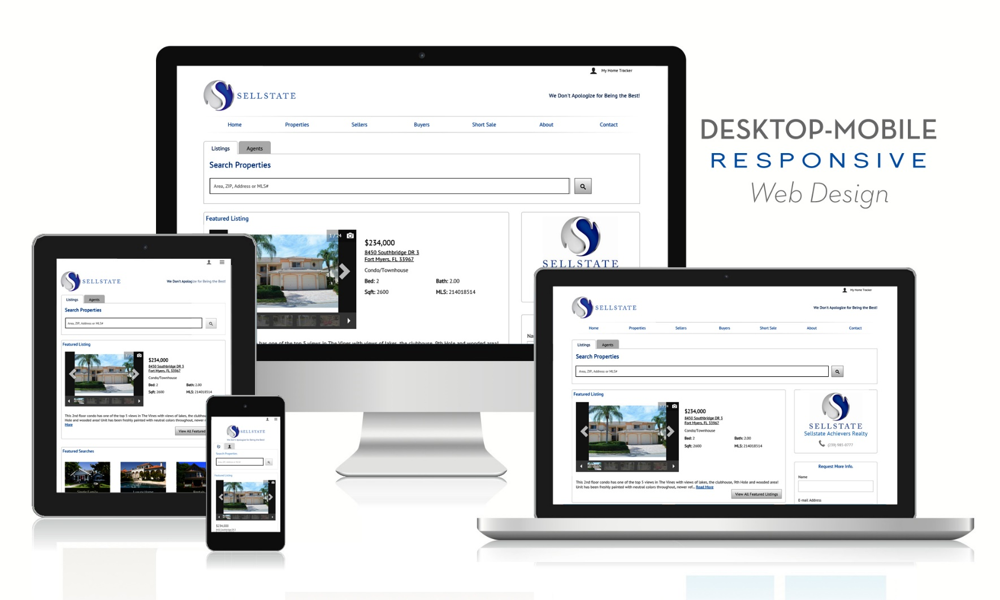 My Home Tracker
SELLSTATE
We Don't Apologize for Being the Best!
Home Properties Sellers Buyers Short Sale About Contact
Listings Agents
Search Properties
Area, ZIP, Address or MLS#
Featured Listing
1 / 24
$234,000
8450 Southbridge DR 3
Fort Myers, FL 33967
Condo/Townhouse
Bed: 2 Bath: 2.00
Sqft: 2600 MLS: 214018514
has one of the top 5 views in The Vines with views of lakes, the clubhouse, 9th Hole and wooded area!
SELLSTATE
Na
DESKTOP-MOBILE
RESPONSIVE
Web Design
SELLSTATE
We Don't Apologize for Being the Best!
Listings Agents
Search Properties
Area, ZIP, Address or MLS#
Featured Listing
$234,000
8450 Southbridge DR 3
Fort Myers, FL 33967
Condo/Townhouse
Bed: 2 Bath: 2.00
Sqft: 2600 MLS: 214018514
This 2nd floor condo has one of the top 5 views in The Vines with views of lakes, the clubhou
Hole and wooded area! Unit has been freshly painted with neutral colors throughout, newer r
More
View All Featured
Featured Searches
Single Family Luxury Home Rentals
SELLSTATE
We Don't Apologize for Being the Best!
Search Properties
Area, ZIP, Address or MLS#
Featured Listing
$234,000
8450 Southbridge DR 3
My Home Tracker
SELLSTATE
We Don't Apologize for Being the Best!
Home Properties Sellers Buyers Short Sale About Contact
Listings Agents
Search Properties
Area, ZIP, Address or MLS#
Featured Listing
1 / 24
$234,000
8450 Southbridge DR 3
Fort Myers, FL 33967
Condo/Townhouse
Bed: 2 Bath: 2.00
Sqft: 2600 MLS: 214018514
This 2nd floor condo has one of the top 5 views in The Vines with views of lakes, the clubhouse, 9th Hole and wooded area!
Unit has been freshly painted with neutral colors throughout, newer ref... Read More
View All Featured Listings
SELLSTATE
Sellstate Achievers Realty
(239) 985-0777
Request More Info.
Name
E-mail Address